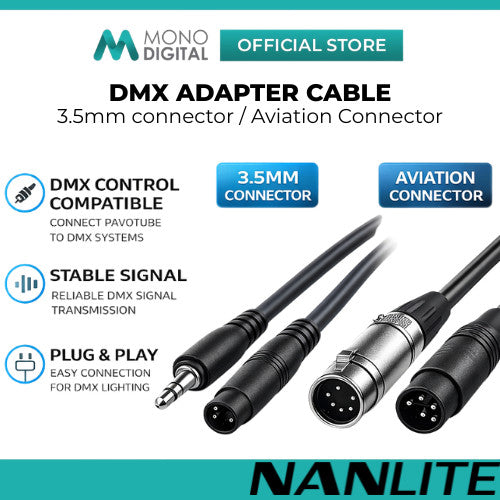 MONO
DIGITAL
OFFICIAL STORE
DMX ADAPTER CABLE
3.5mm connector / Aviation Connector
DMX CONTROL
COMPATIBLE
CONNECT PAVOTUBE
TO DMX SYSTEMS
3.5MM
CONNECTOR
AVIATION
CONNECTOR
STABLE SIGNAL
RELIABLE DMX SIGNAL
TRANSMISSION
PLUG & PLAY
EASY CONNECTION
FOR DMX LIGHTING
NANLITE